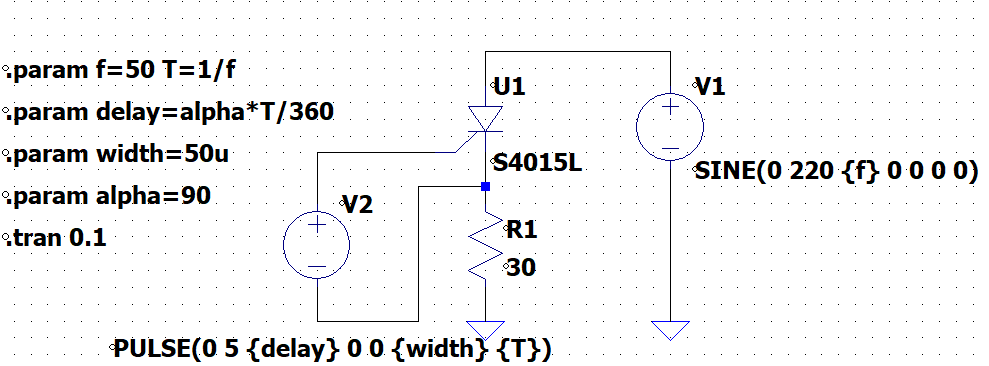 .param f=50 T=1/f
.param delay=alpha*T/360
.param width=50u
.param alpha=90
.tran 0.1
U1
S4015L
V1
SINE(0 220 {f} 0 0 0 0)
V2
R1
30
PULSE(0 5 {delay} 0 0 {width} {T})